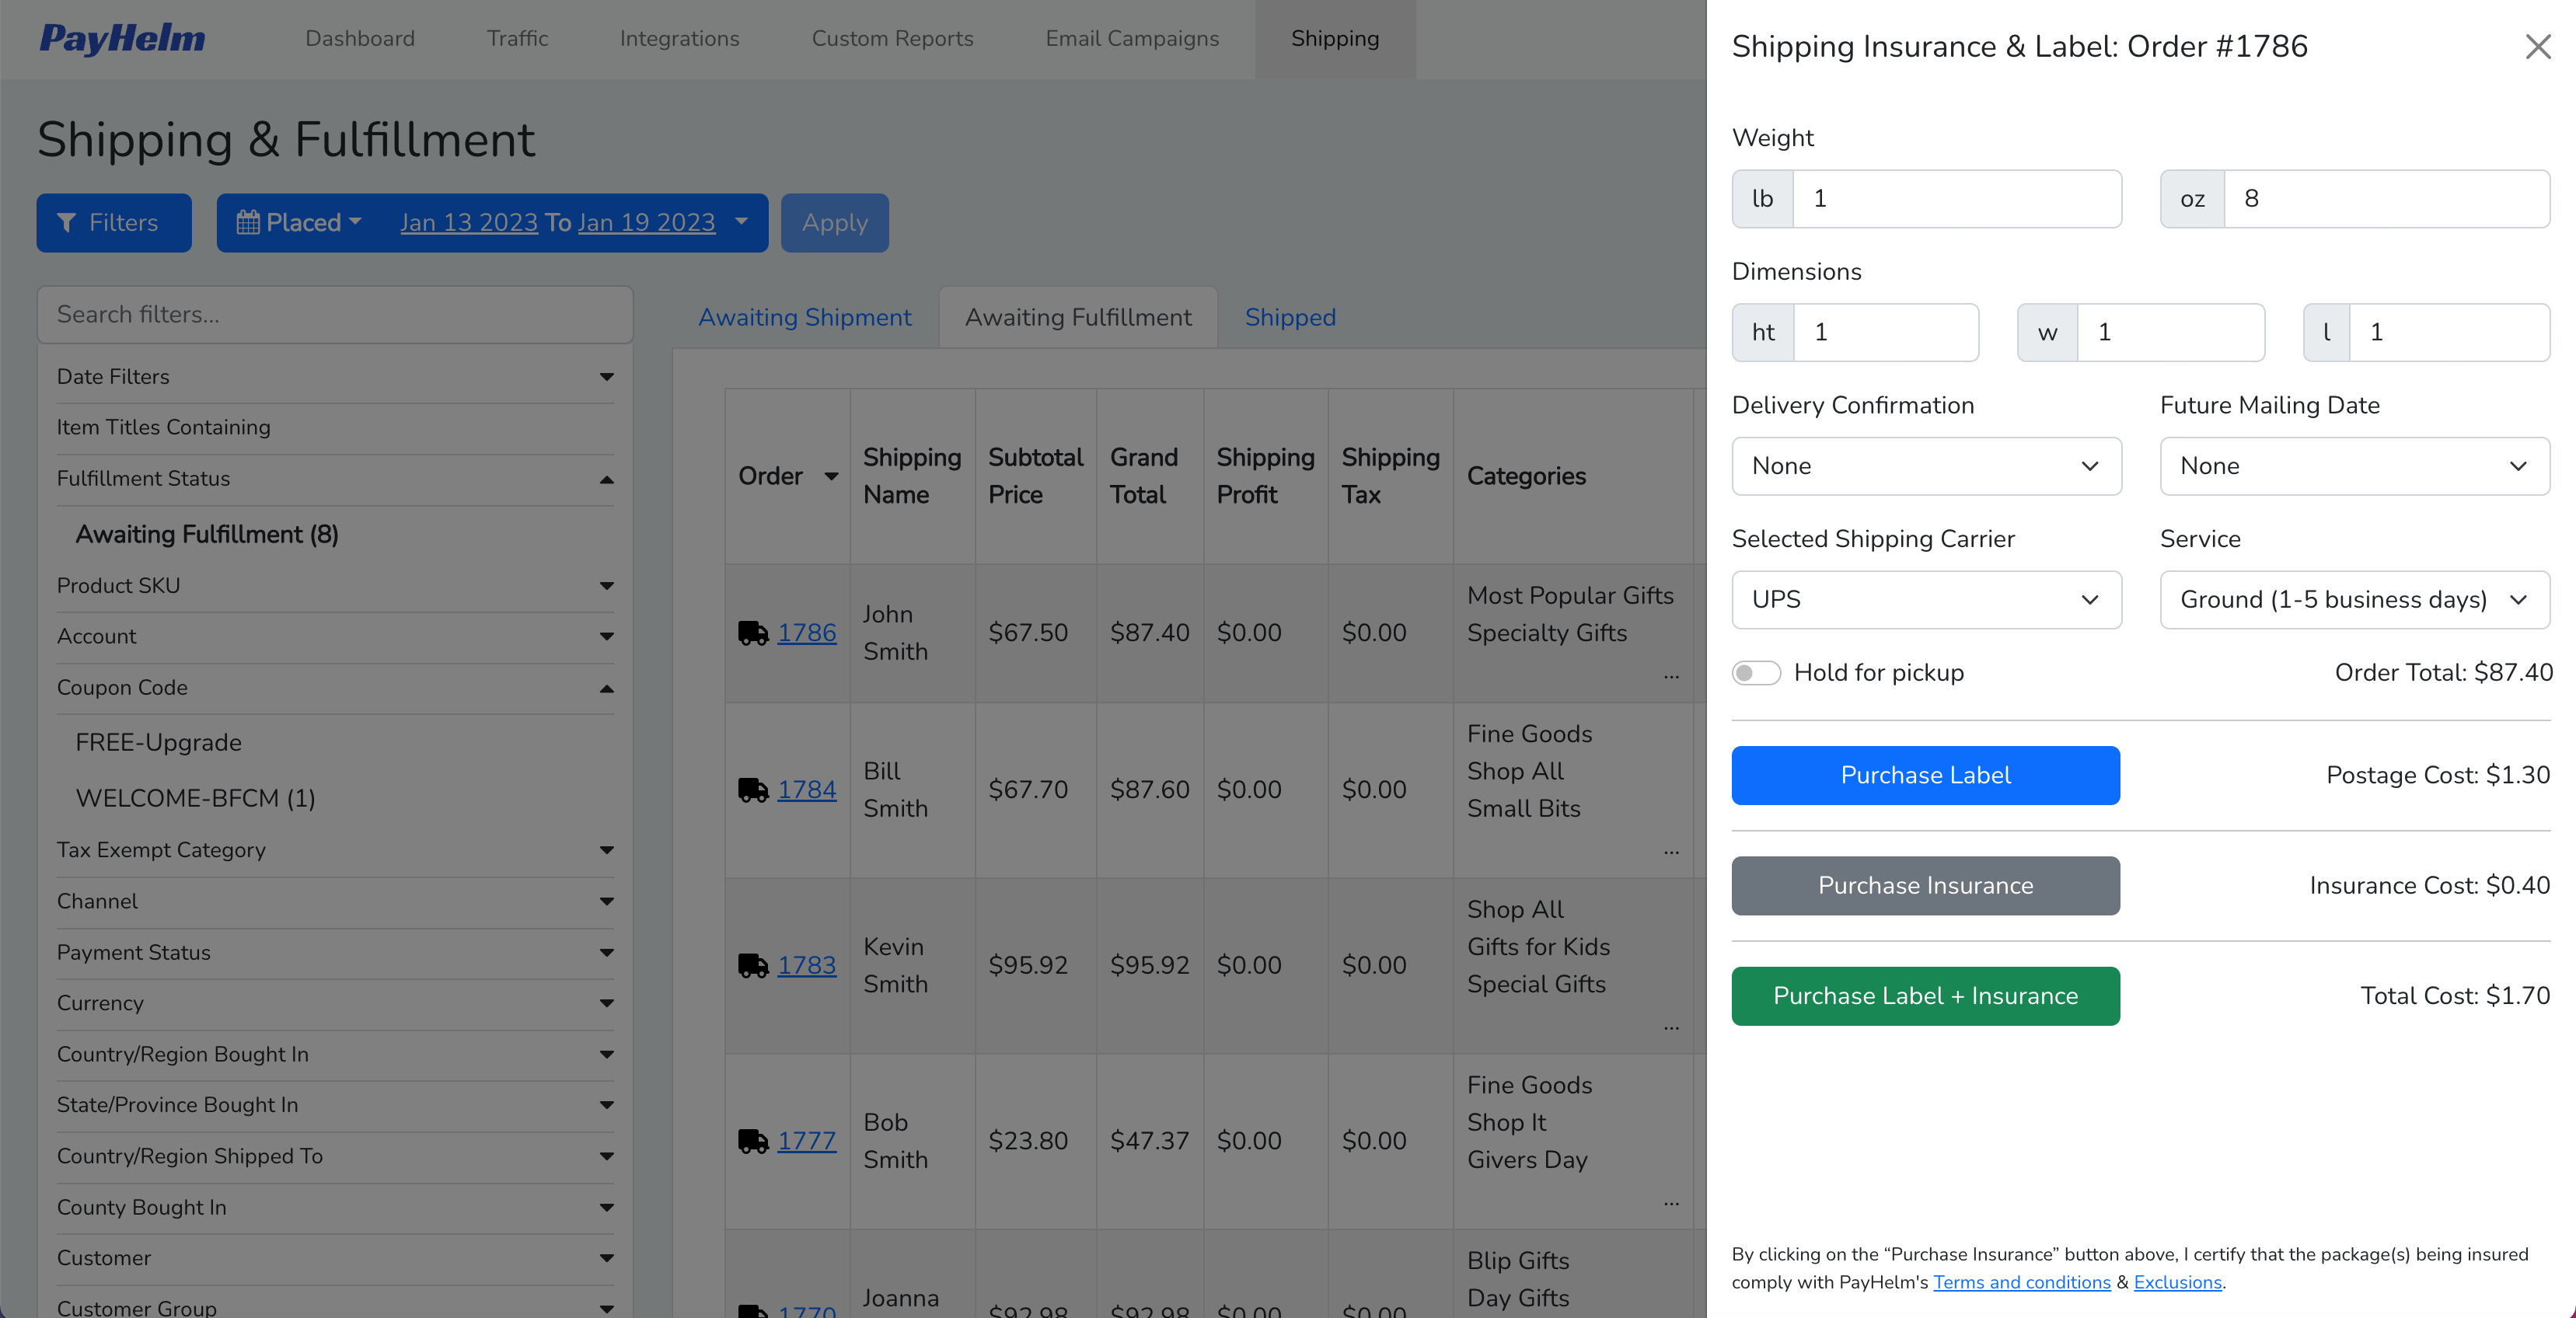 PayHelm
Dashboard
Traffic
Integrations
Custom Reports
Email Campaigns
Shipping
Shipping & Fulfillment
Filters
Placed
Jan 13 2023 To Jan 19 2023
Apply
Search filters...
Date Filters
Item Titles Containing
Fulfillment Status
Awaiting Fulfillment (8)
Product SKU
Account
Coupon Code
FREE-Upgrade
WELCOME-BFCM (1)
Tax Exempt Category
Channel
Payment Status
Currency
Country/Region Bought In
State/Province Bought In
Country/Region Shipped To
County Bought In
Customer
Customer Group
Awaiting Shipment
Awaiting Fulfillment
Shipped
Order
Shipping
Name
Subtotal
Price
Grand
Total
Shipping
Profit
Shipping
Tax
Categories
1786
John
Smith
$67.50
$87.40
$0.00
$0.00
Most Popular Gifts
Specialty Gifts
...
1784
Bill
Smith
$67.70
$87.60
$0.00
$0.00
Fine Goods
Shop All
Small Bits
...
1783
Kevin
Smith
$95.92
$95.92
$0.00
$0.00
Shop All
Gifts for Kids
Special Gifts
...
1777
Bob
Smith
$23.80
$47.37
$0.00
$0.00
Fine Goods
Shop It
Givers Day
...
1770
Joanna
$92.98
$92.98
$0.00
$0.00
Blip Gifts
Day Gifts
Shipping Insurance & Label: Order #1786
Weight
lb 1
oz 8
Dimensions
ht 1
w 1
l 1
Delivery Confirmation
None
Future Mailing Date
None
Selected Shipping Carrier
UPS
Service
Ground (1-5 business days)
Hold for pickup
Order Total: $87.40
Purchase Label
Postage Cost: $1.30
Purchase Insurance
Insurance Cost: $0.40
Purchase Label + Insurance
Total Cost: $1.70
By clicking on the “Purchase Insurance” button above, I certify that the package(s) being insured
comply with PayHelm's Terms and conditions & Exclusions.